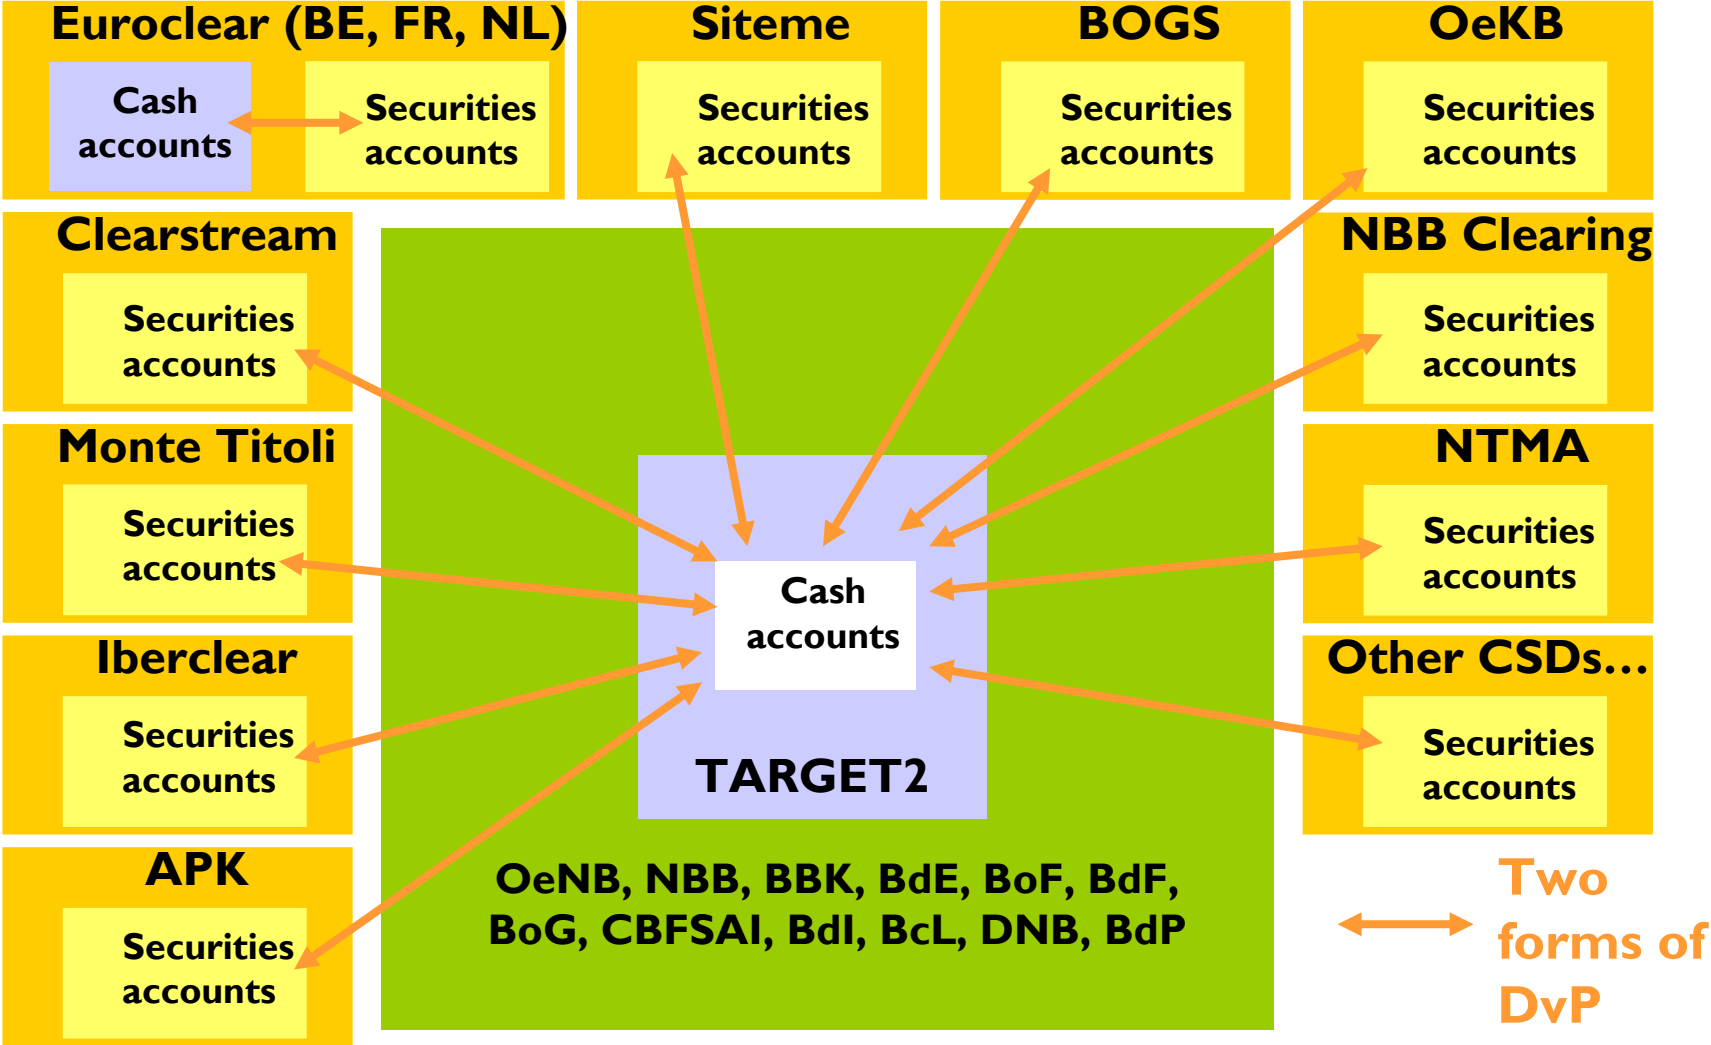 Euroclear (BE, FR, NL)
Cash
accounts
Securities
accounts
Siteme
Securities
accounts
BOGS
Securities
accounts
OeKB
Securities
accounts
Clearstream
Securities
accounts
NBB Clearing
Securities
accounts
Monte Titoli
Securities
accounts
NTMA
Securities
accounts
Iberclear
Securities
accounts
Other CSDs…
Securities
accounts
APK
Securities
accounts
Cash
accounts
TARGET2
OeNB, NBB, BBK, BdE, BoF, BdF,
BoG, CBFSAI, BdI, BcL, DNB, BdP
Two
forms of
DvP